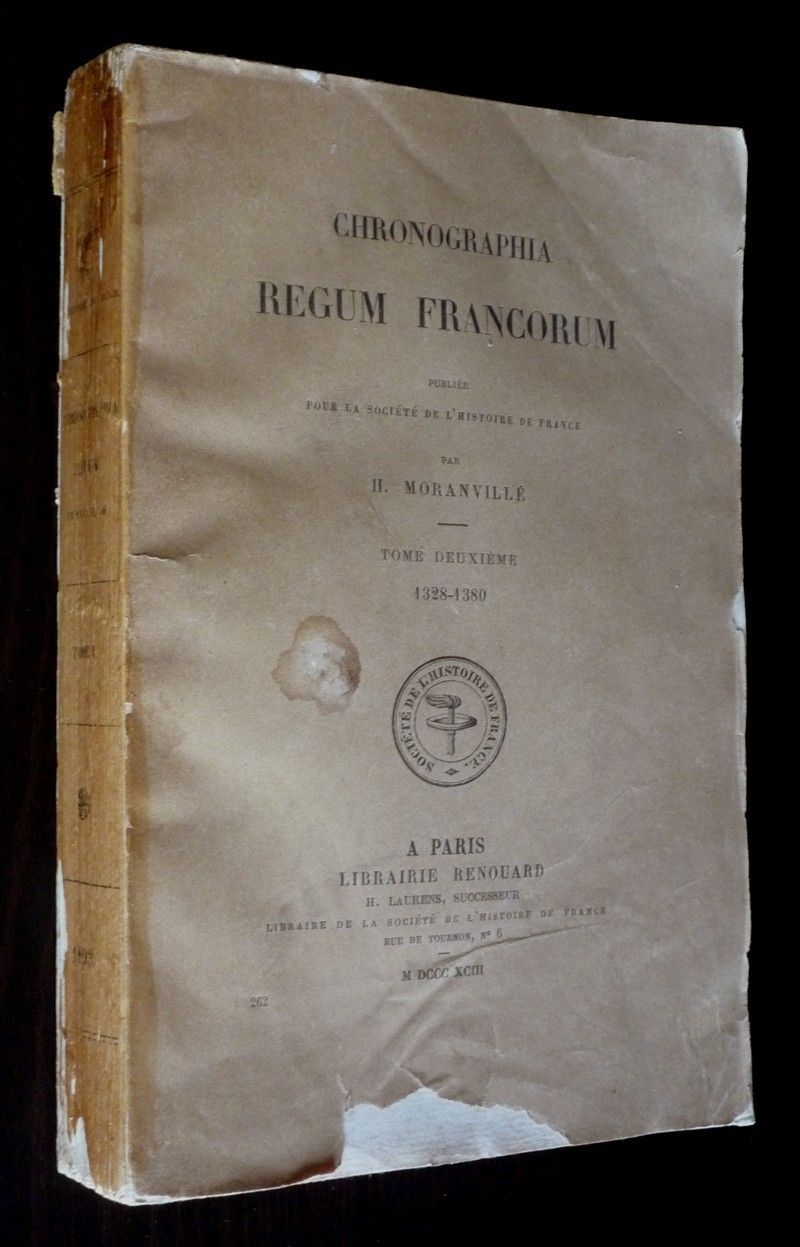 CHRONOGRAPHIA
REGUM FRANCORUM
PUBLIÉE
POUR LA SOCIÉTÉ DE L'HISTOIRE DE FRANCE
PAR
H. MORANVILLÉ
TOME DEUXIÈME
1328-1380
SOCIÉTÉ DE L'HISTOIRE DE FRANCE.
A PARIS
LIBRAIRIE RENOUARD
H. LAURENS, SUCCESSEUR
LIBRAIRE DE LA SOCIÉTÉ DE L'HISTOIRE DE FRANCE
RUE DE TOURNON, Nº 6
M DCCC XCIII
262